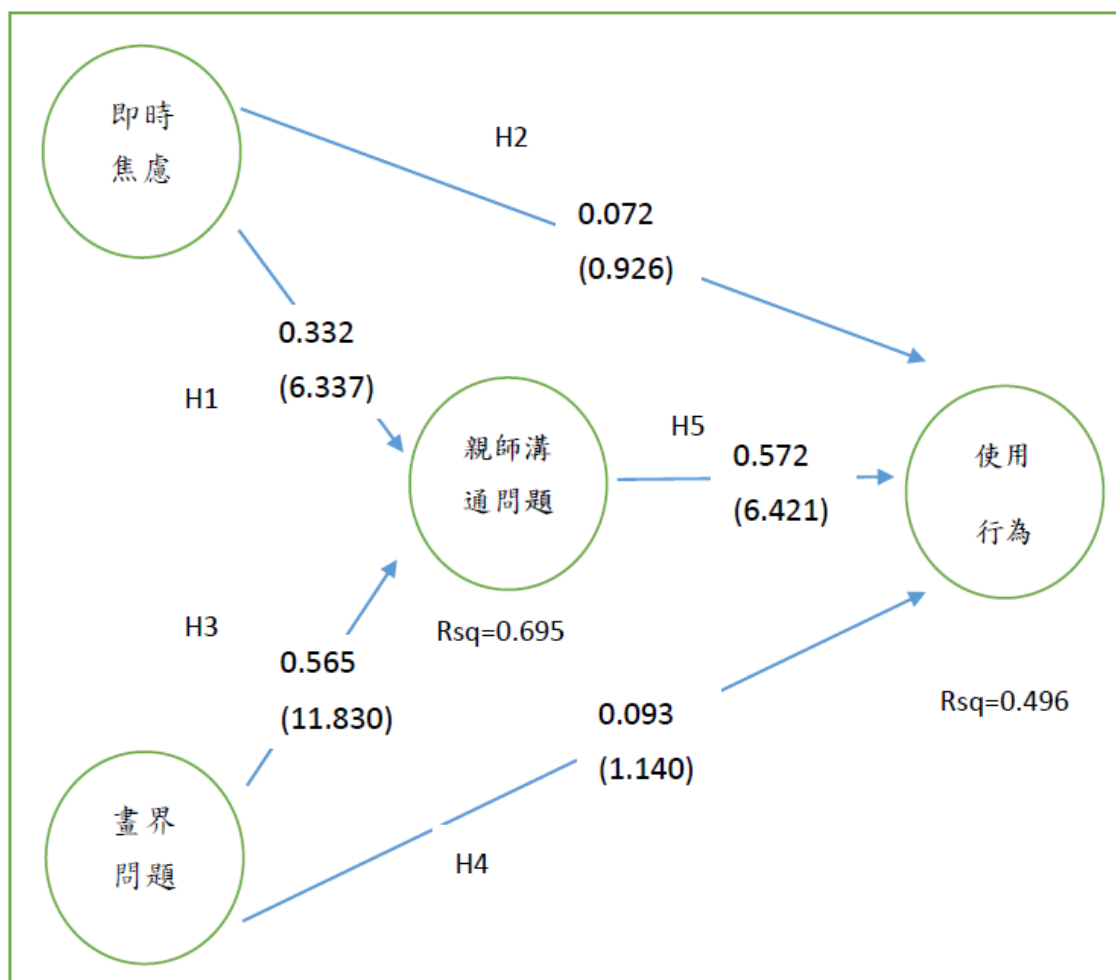 即時
焦慮
H2
0.072
(0.926)
0.332
(6.337)
H1
親師溝
通問題
H5
0.572
(6.421)
使用
行為
H3
Rsq=0.695
0.565
(11.830)
0.093
(1.140)
Rsq=0.496
畫界
問題
H4